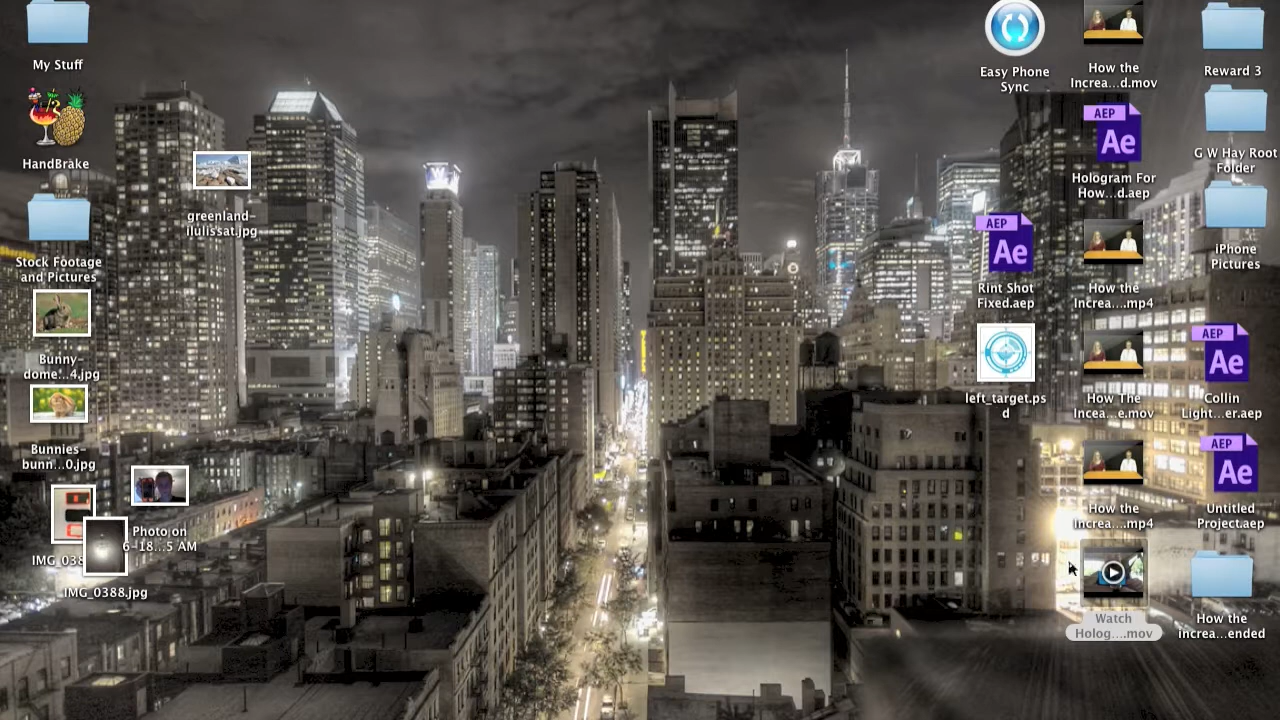 My Stuff
HandBrake
Stock Footage
and Pictures
Bunny-
dome...4.jpg
Bunnies-
bunn...0.jpg
IMG_038
IMG_0388.jpg
greenland-
ilulissat.jpg
Photo on
6-18...5 AM
Easy Phone
Sync
AEP
Ae
Rint Shot
Fixed.aep
left_target.ps
d
How the
Increa...d.mov
AEP
Ae
Hologram For
How...d.aep
How the
Increa...mp4
How The
Incea...e.mov
How the
Increa...mp4
Watch
Holog....mov
Reward 3
G W Hay Root
Folder
iPhone
Pictures
AEP
Ae
Collin
Light...er.aep
AEP
Ae
Untitled
Project.aep
How the
increa...ended